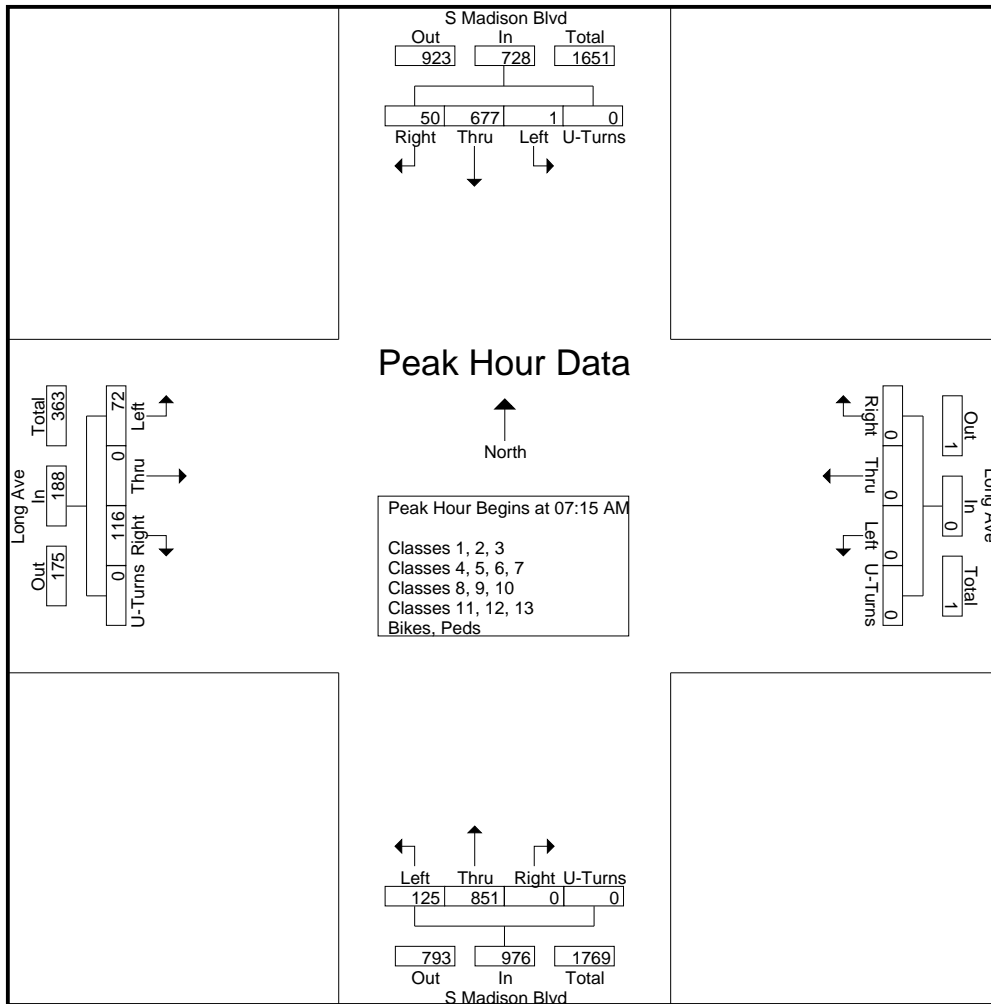 S Madison Blvd
Out In Total
923 728 1651
50 677 1 0
Right Thru Left U-Turns
Peak Hour Data
North
Peak Hour Begins at 07:15 AM
Classes 1, 2, 3
Classes 4, 5, 6, 7
Classes 8, 9, 10
Classes 11, 12, 13
Bikes, Peds
Long Ave
Out In Total
175 188 363
0 116 0 72
U-Turns Right Thru Left
Long Ave
Out In Total
1 0 1
0 0 0 0
Right Thru Left U-Turns
Left Thru Right U-Turns
125 851 0 0
793 976 1769
Out In Total
S Madison Blvd